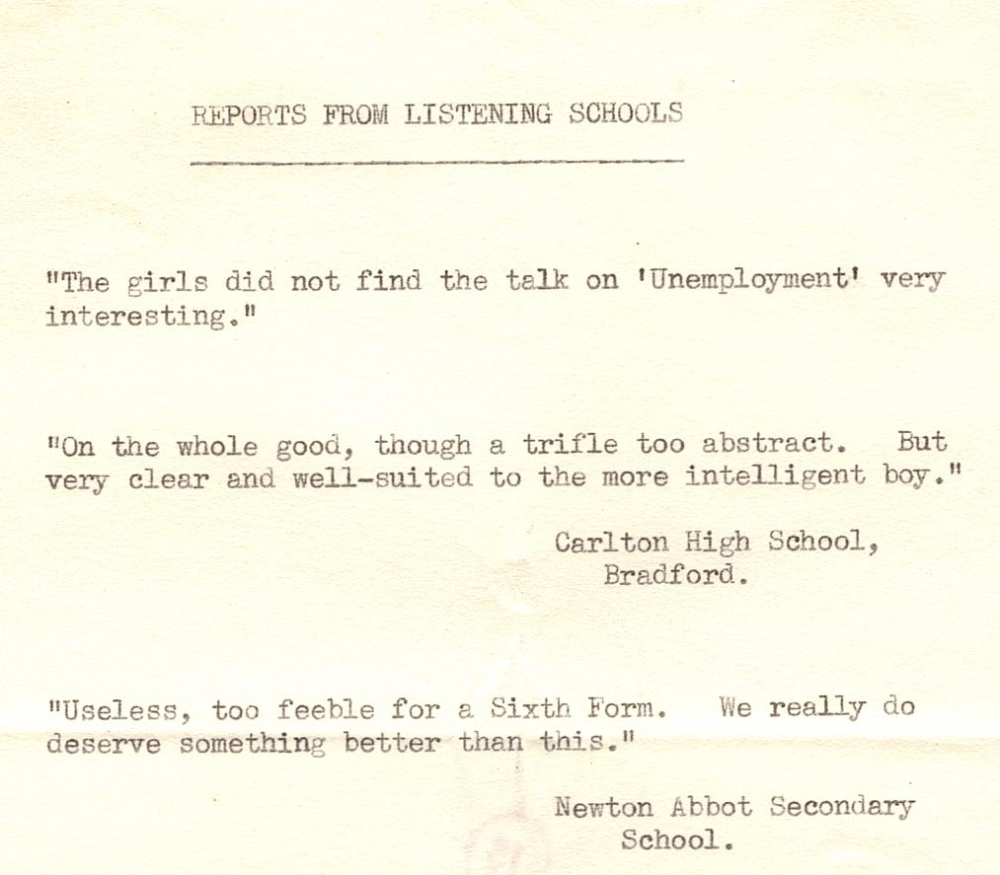 REPORTS FROM LISTENING SCHOOLS
"The girls did not find the talk on 'Unemployment' very
interesting."
"On the whole good, though a trifle too abstract. But
very clear and well-suited to the more intelligent boy."
Carlton High School,
Bradford.
"Useless, too feeble for a Sixth Form. We really do
deserve something better than this."
Newton Abbot Secondary
School.